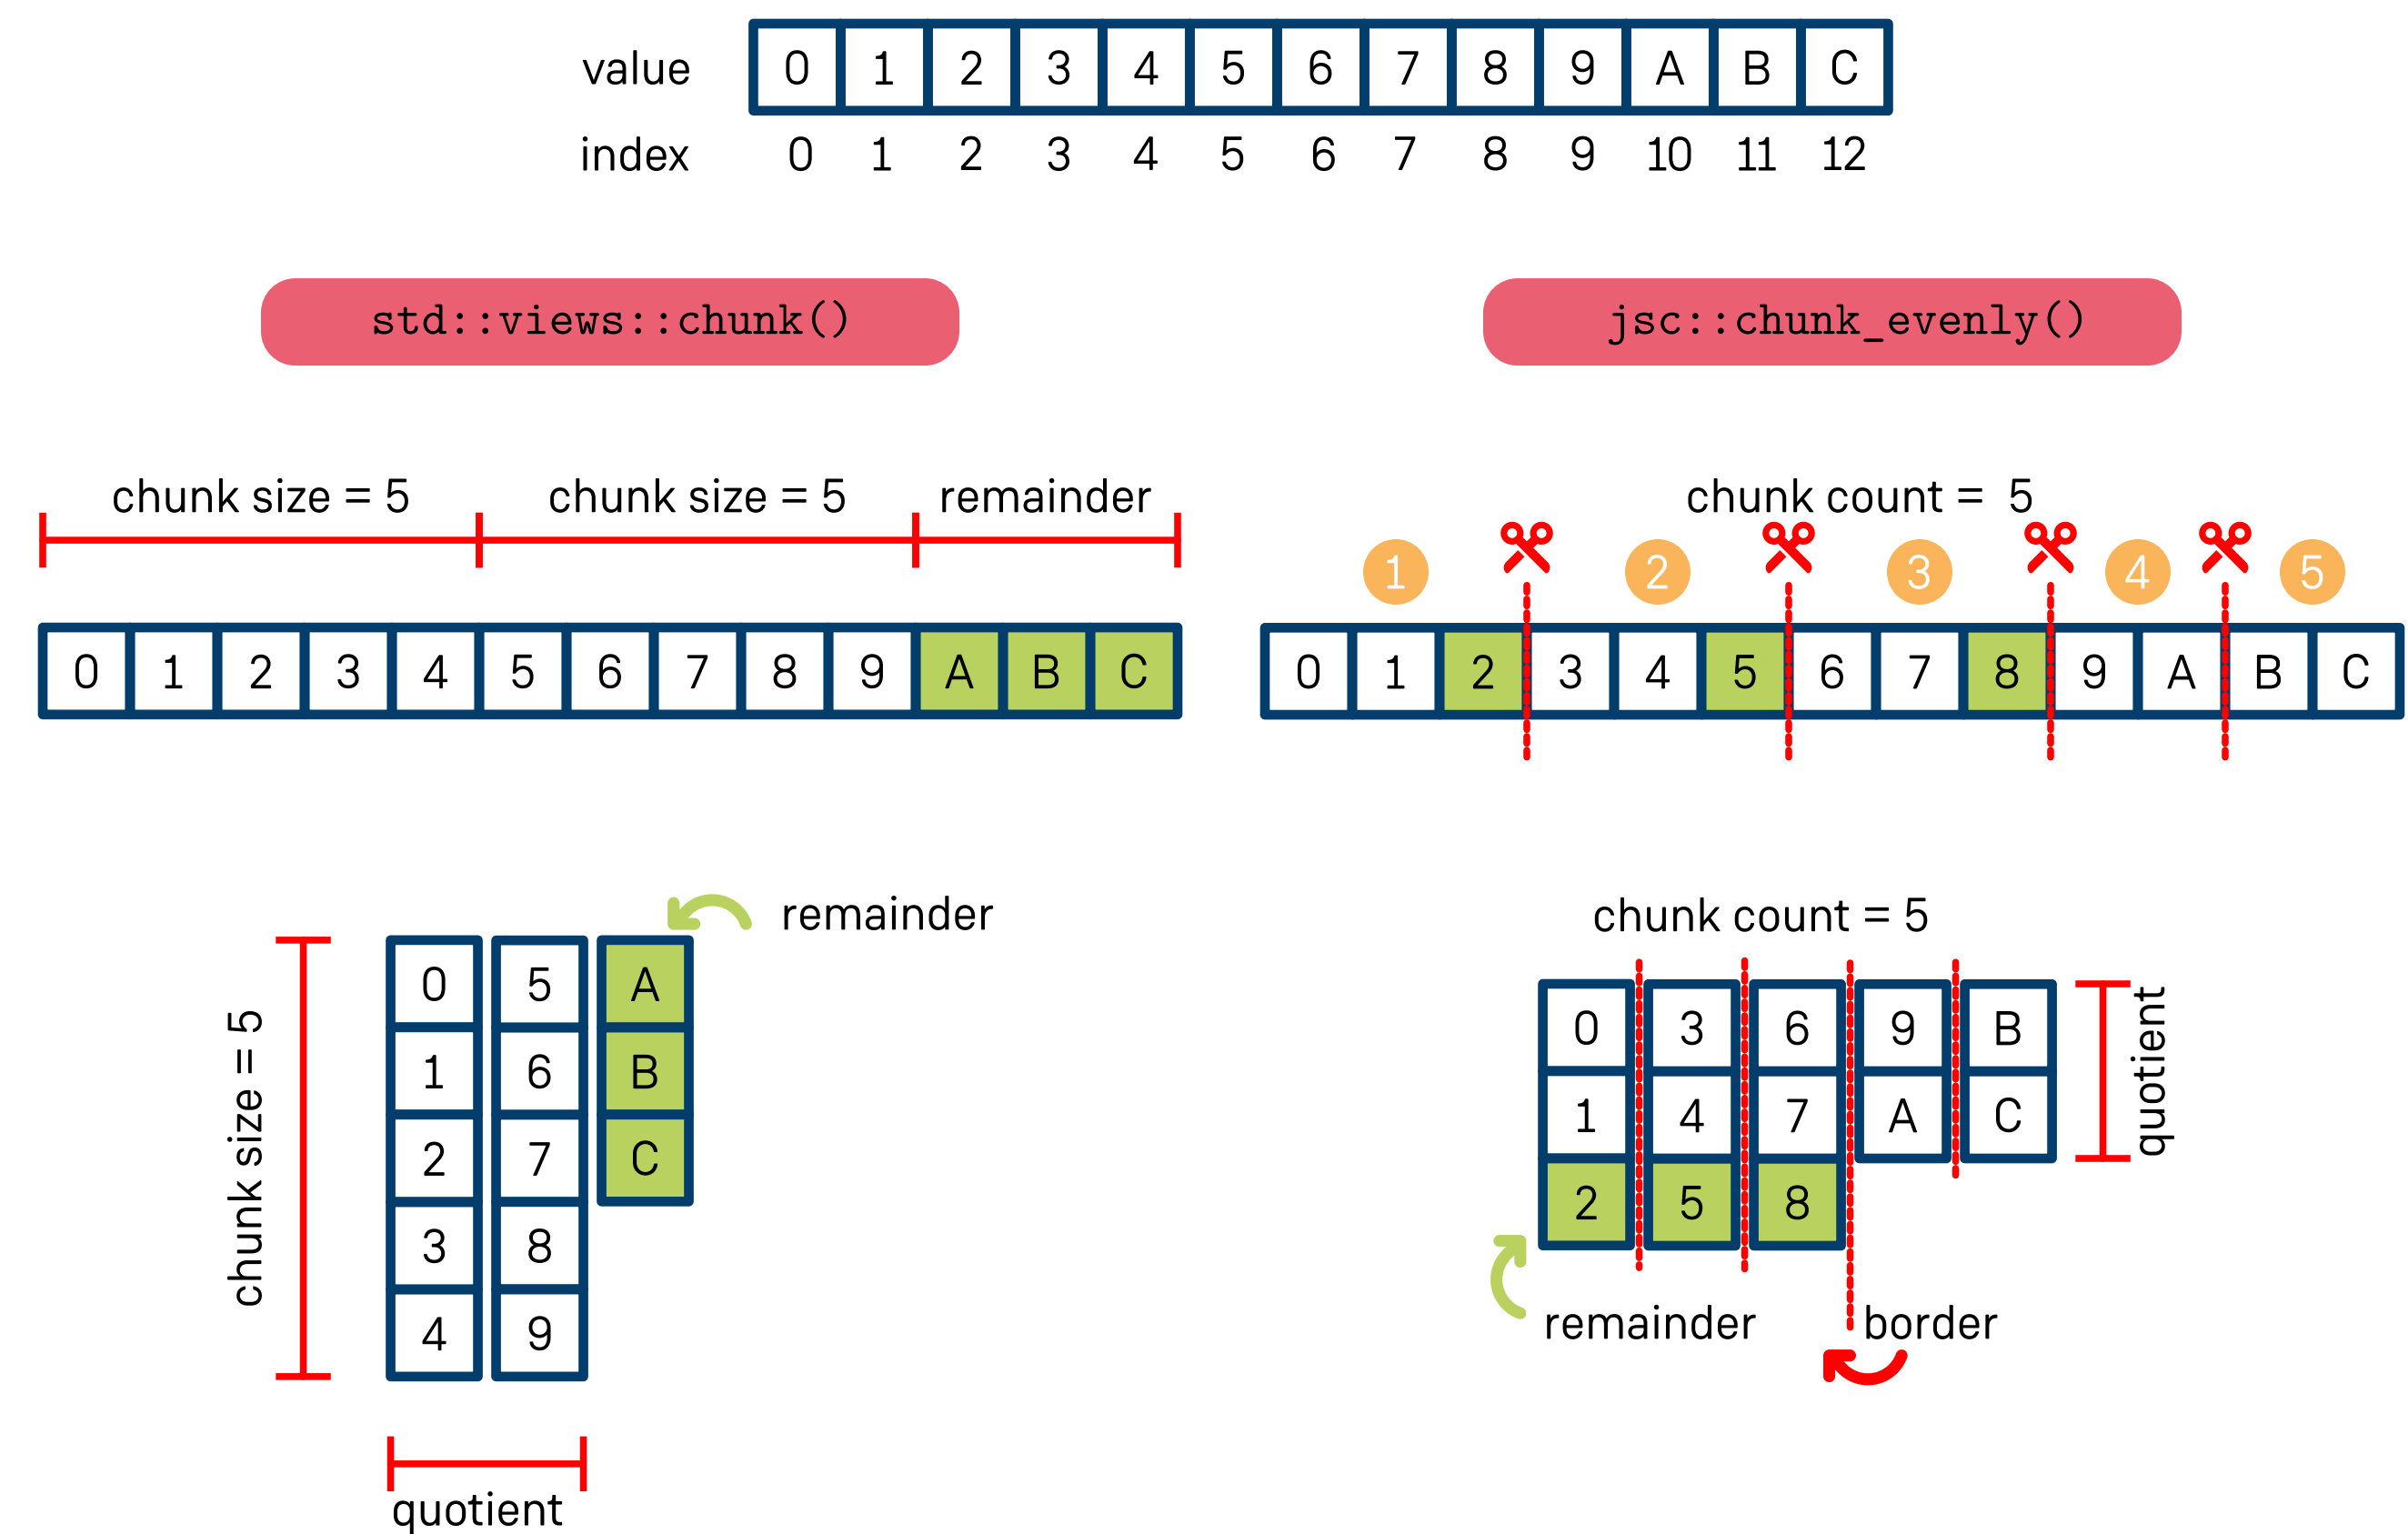 value 0 1 2 3 4 5 6 7 8 9 A B C
index 0 1 2 3 4 5 6 7 8 9 10 11 12
std::views::chunk()
chunk size = 5 chunk size = 5 remainder
0 1 2 3 4 5 6 7 8 9 A B C
remainder
0 5 A
1 6 B
2 7 C
3 8
4 9
chunk size = 5
quotient
jsc::chunk_evenly()
chunk count = 5
1 2 3 4 5
0 1 2 3 4 5 6 7 8 9 A B C
chunk count = 5
0 3 6 9 B
1 4 7 A C
2 5 8
quotient
remainder border